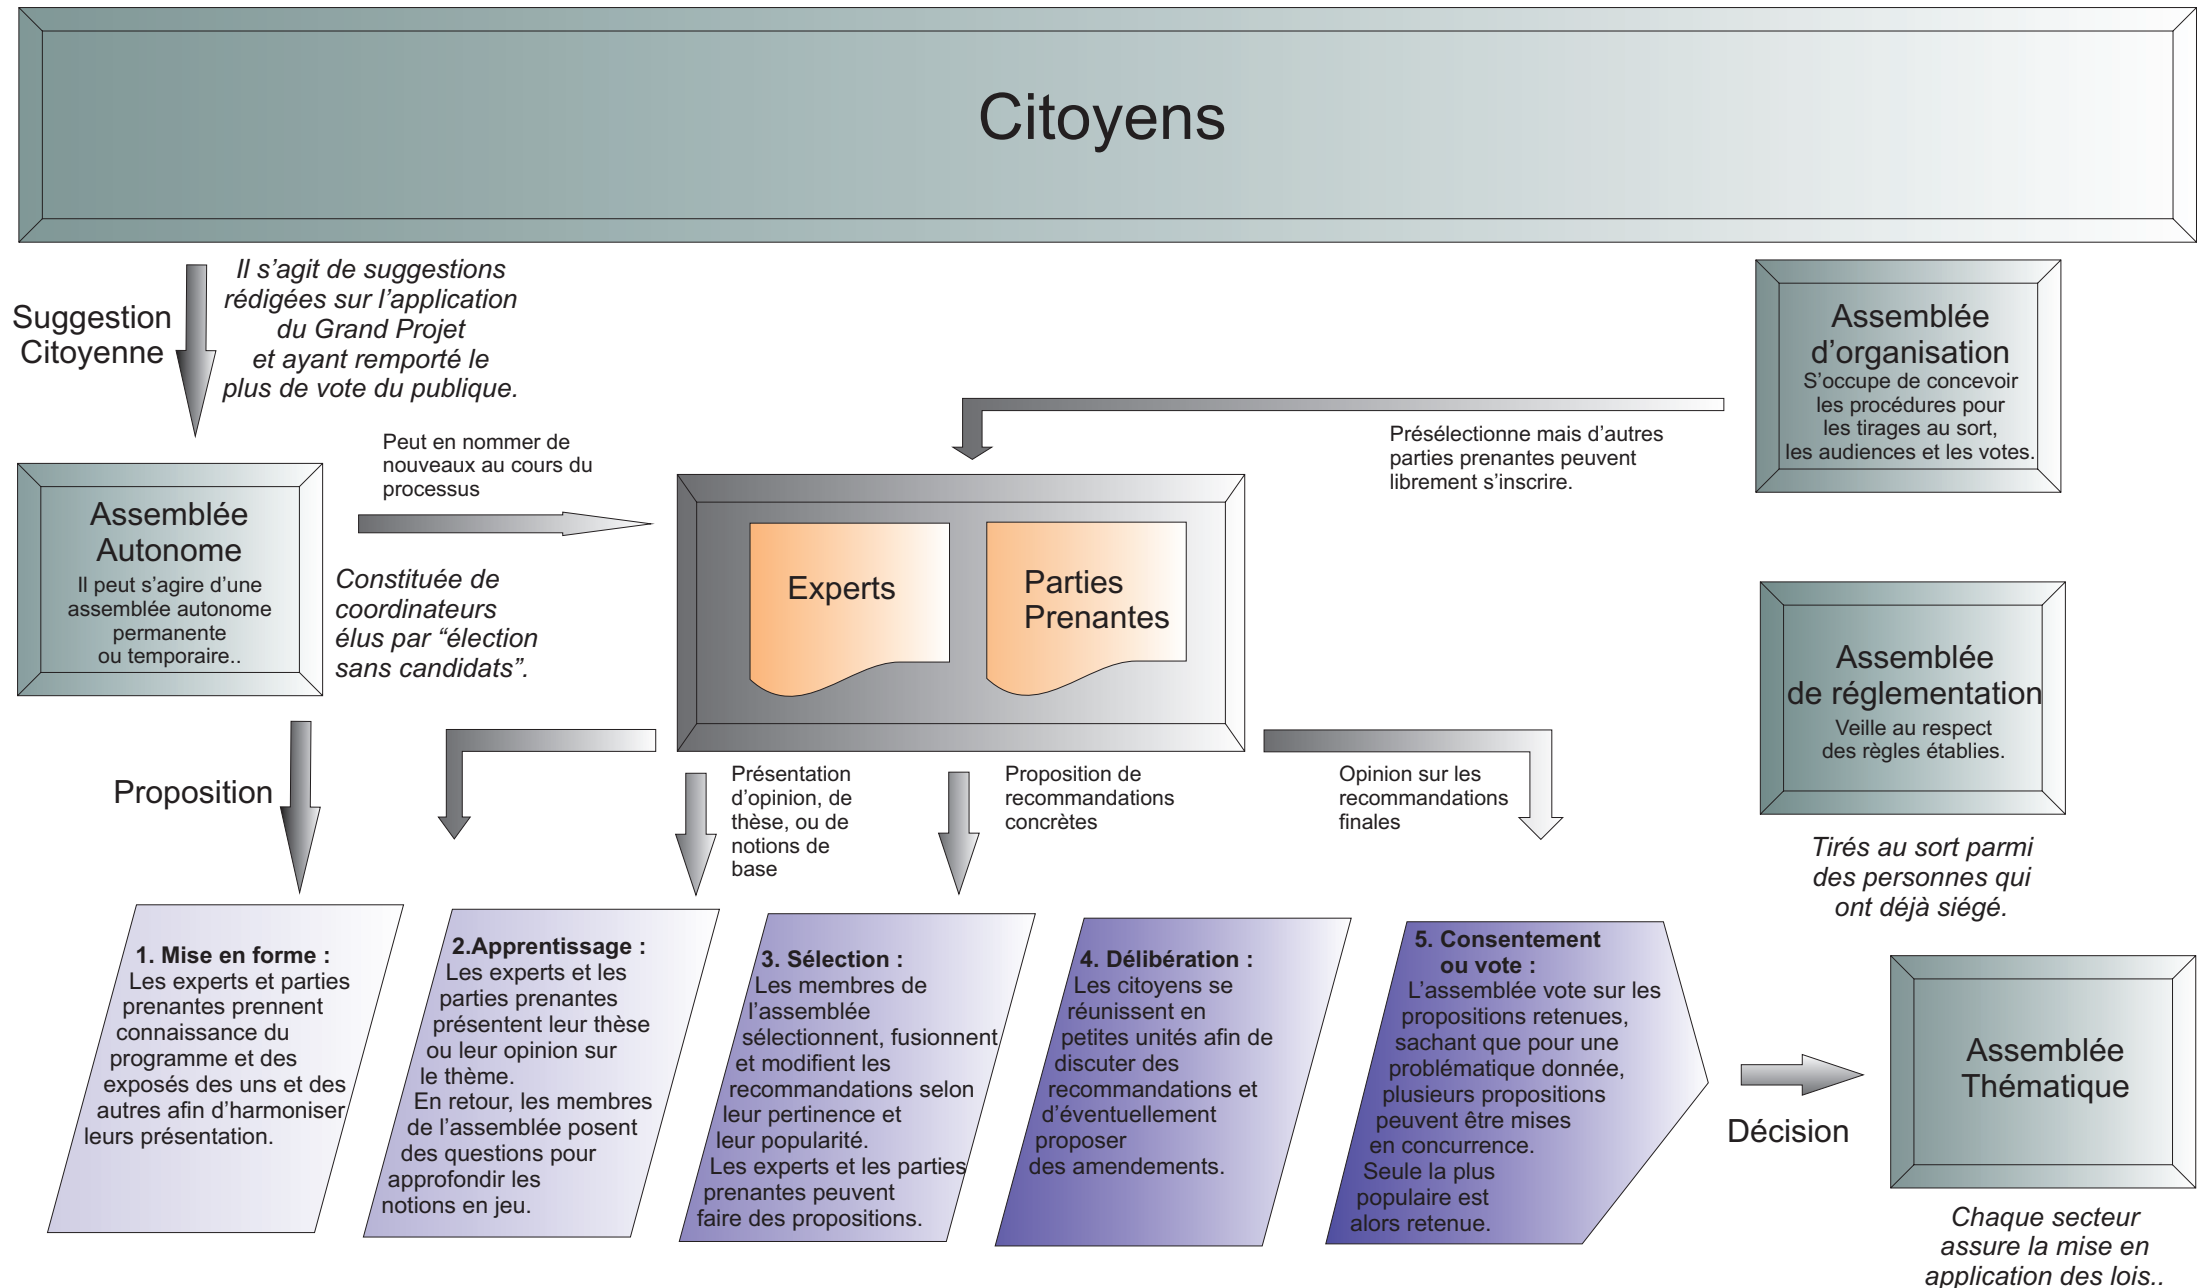 Citoyens
Suggestion
Citoyenne
Il s’agit de suggestions
rédigées sur l’application
du Grand Projet
et ayant remporté le
plus de vote du publique.
Assemblée
d’organisation
S’occupe de concevoir
les procédures pour
les tirages au sort,
les audiences et les votes.
Peut en nommer de
nouveaux au cours du
processus
Présélectionne mais d'autres
parties prenantes peuvent
librement s’inscrire.
Assemblée
Autonome
Il peut s’agire d’une
assemblée autonome
permanente
ou temporaire..
Constituée de
coordinateurs
élus par “élection
sans candidats”.
Experts
Parties
Prenantes
Assemblée
de réglementation
Veille au respect
des règles établies.
Tirés au sort parmi
des personnes qui
ont déjà siégé.
Proposition
Présentation
d’opinion, de
thèse, ou de
notions de
base
Proposition de
recommandations
concrètes
Opinion sur les
recommandations
finales
1. Mise en forme :
Les experts et parties
prenantes prennent
connaissance du
programme et des
exposés des uns et des
autres afin d’harmoniser
leurs présentation.
2.Apprentissage :
Les experts et les
parties prenantes
présentent leur thèse
ou leur opinion sur
le thème.
En retour, les membres
de l’assemblée posent
des questions pour
approfondir les
notions en jeu.
3. Sélection :
Les membres de
l’assemblée
sélectionnent, fusionnent
et modifient les
recommandations selon
leur pertinence et
leur popularité.
Les experts et les parties
prenantes peuvent
faire des propositions.
4. Délibération :
Les citoyens se
réunissent en
petites unités afin de
discuter des
recommandations et
d’éventuellement
proposer
des amendements.
5. Consentement
ou vote :
L’assemblée vote sur les
propositions retenues,
sachant que pour une
problématique donnée,
plusieurs propositions
peuvent être mises
en concurrence.
Seule la plus
populaire est
alors retenue.
Décision
Assemblée
Thématique
Chaque secteur
assure la mise en
application des lois..